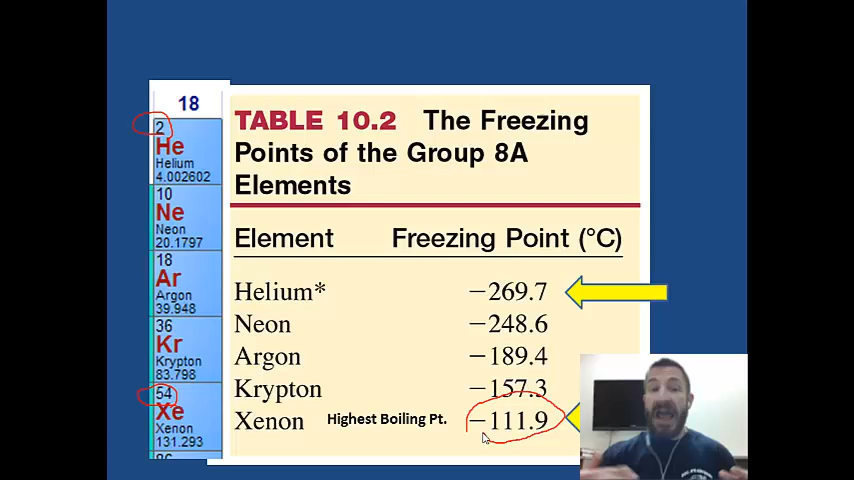 18
2
He
Helium
4.002602
10
Ne
Neon
20.1797
18
Ar
Argon
39.948
36
Kr
Krypton
83.798
54
Xe
Xenon
131.293
TABLE 10.2 The Freezing
Points of the Group 8A
Elements
Element Freezing Point (°C)
Helium* −269.7
Neon −248.6
Argon −189.4
Krypton −157.3
Xenon Highest Boiling Pt. −111.9